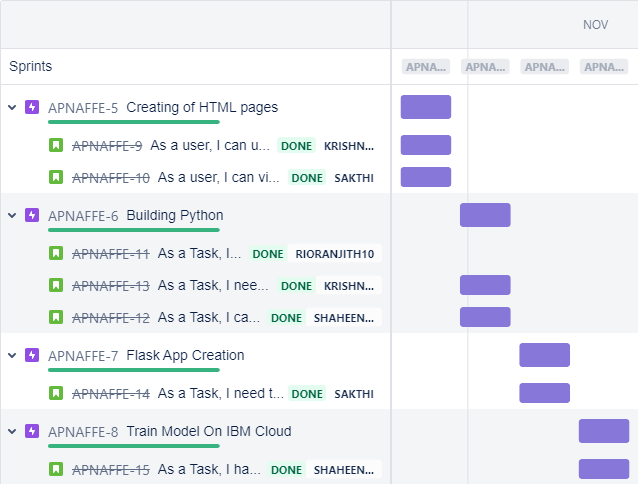 NOV
Sprints APNA... APNA... APNA... APNA...
APNAFFE-5 Creating of HTML pages
APNAFFE-9 As a user, I can u... DONE KRISHN...
APNAFFE-10 As a user, I can vi... DONE SAKTHI
APNAFFE-6 Building Python
APNAFFE-11 As a Task, I... DONE RIORANJITH10
APNAFFE-13 As a Task, I nee... DONE KRISHN...
APNAFFE-12 As a Task, I ca... DONE SHAHEEN...
APNAFFE-7 Flask App Creation
APNAFFE-14 As a Task, I need t... DONE SAKTHI
APNAFFE-8 Train Model On IBM Cloud
APNAFFE-15 As a Task, I ha... DONE SHAHEEN...